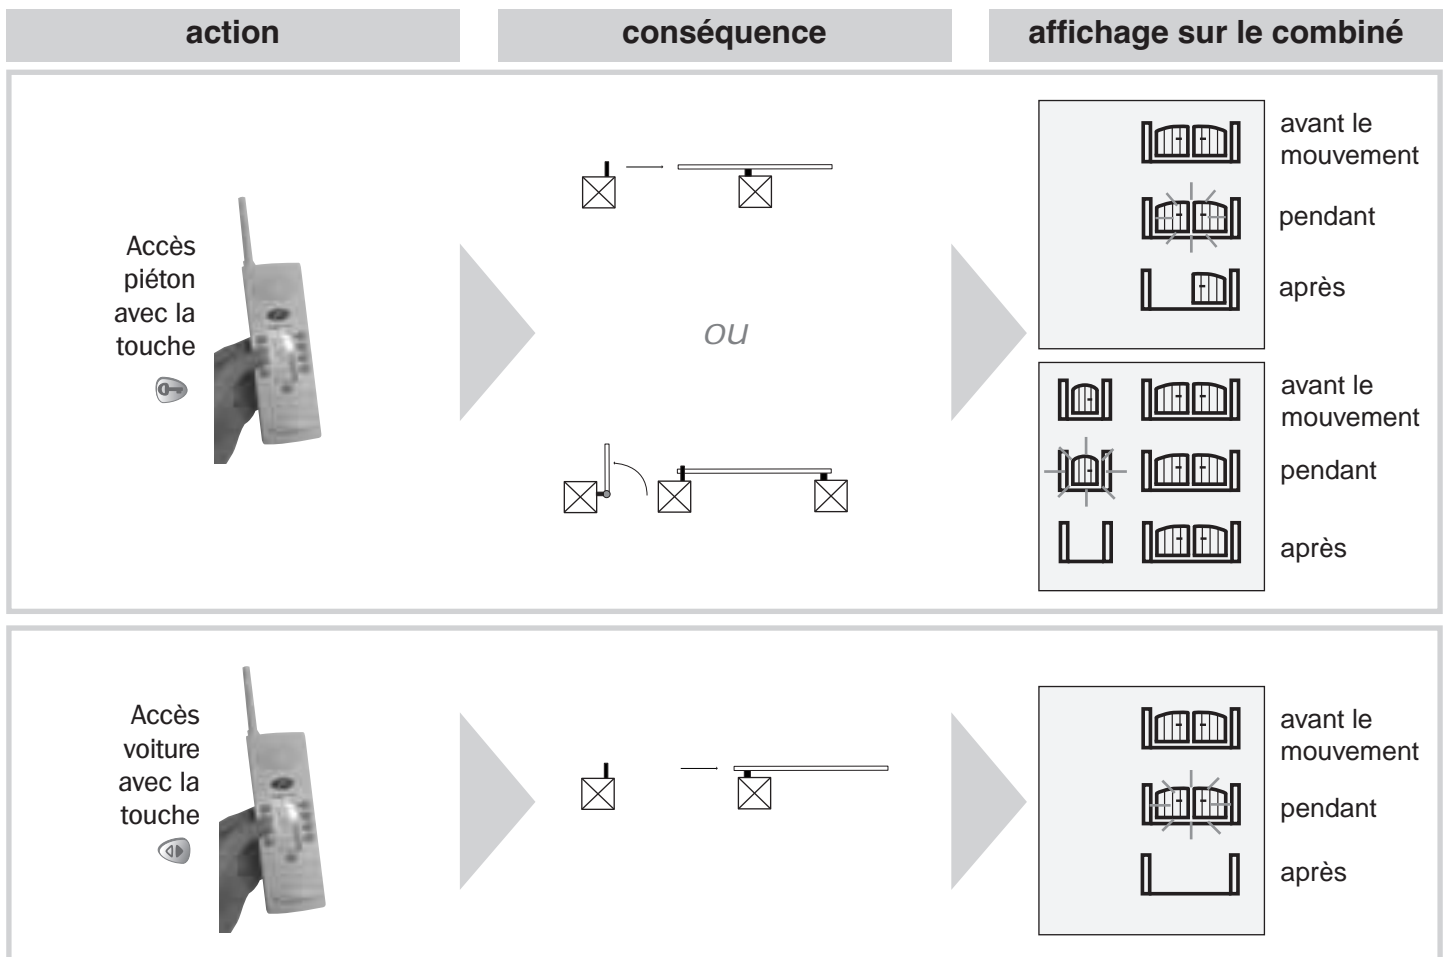 action
conséquence
affichage sur le combiné
Accès
piéton
avec la
touche
ou
avant le
mouvement
pendant
après
avant le
mouvement
pendant
après
Accès
voiture
avec la
touche
avant le
mouvement
pendant
après